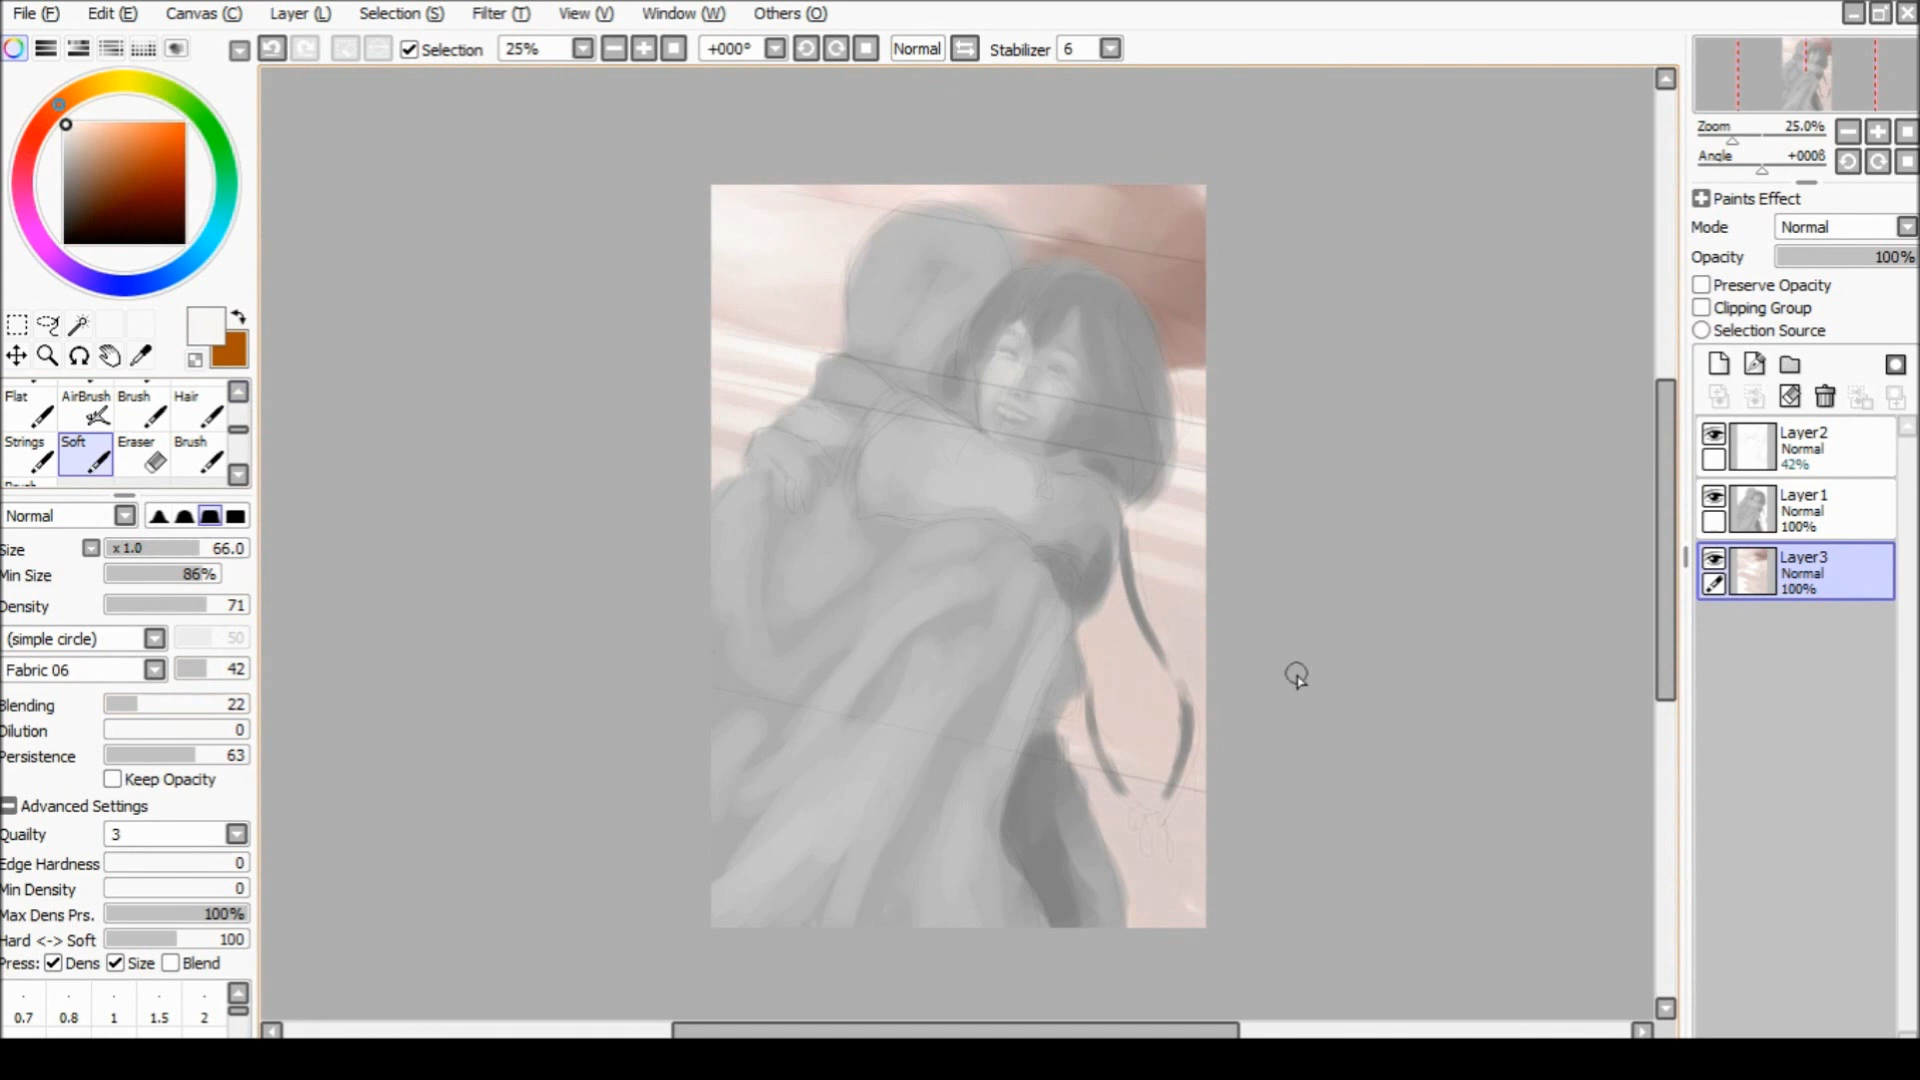 File (F) Edit (E) Canvas (C) Layer (L) Selection (S) Filter (T) View (V) Window (W) Others (O)
Selection 25% +000° Normal Stabilizer 6
Zoom 25.0%
Angle +000ß
Paints Effect
Mode Normal
Opacity 100%
Preserve Opacity
Clipping Group
Selection Source
Layer2
Normal
42%
Layer1
Normal
100%
Layer3
Normal
100%
Flat AirBrush Brush Hair
Strings Soft Eraser Brush
Normal
Size x 1.0 66.0
Min Size 86%
Density 71
(simple circle) 50
Fabric 06 42
Blending 22
Dilution 0
Persistence 63
Keep Opacity
Advanced Settings
Quailty 3
Edge Hardness 0
Min Density 0
Max Dens Prs. 100%
Hard <-> Soft 100
Press: Dens Size Blend
0.7 0.8 1 1.5 2